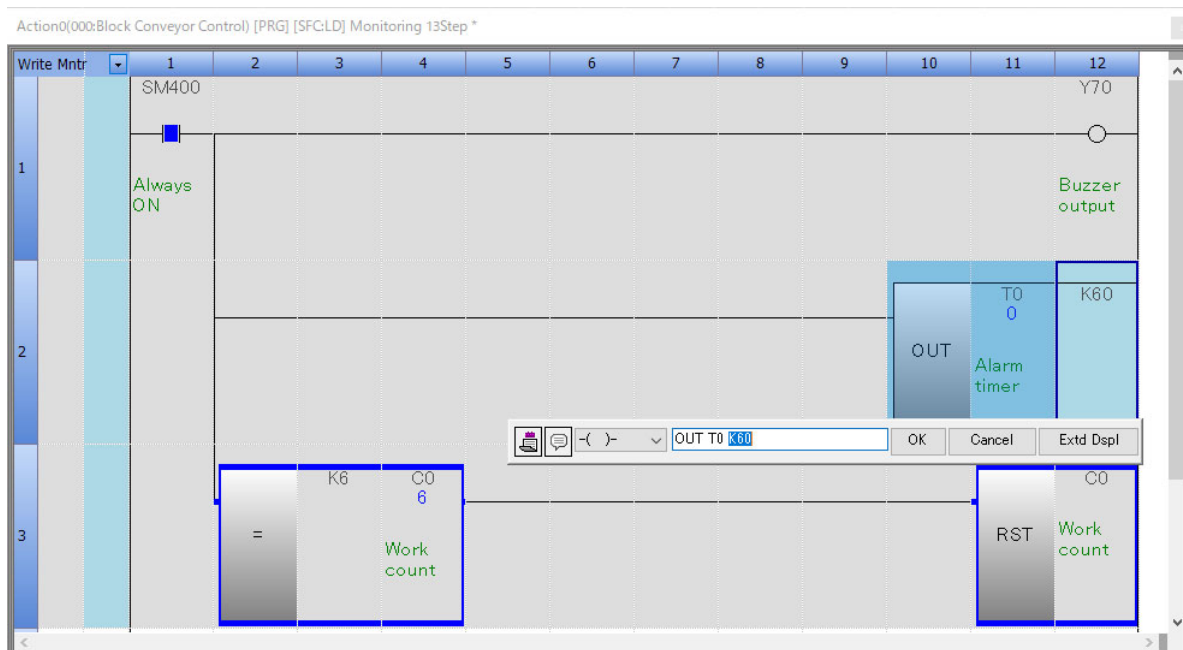 Action0(000:Block Conveyor Control) [PRG] [SFC:LD] Monitoring 13Step *
Write Mntr 1 2 3 4 5 6 7 8 9 10 11 12
SM400 Y70
1
Always Buzzer
ON output
T0 K60
0
2 OUT
Alarm
timer
-( )- OUT T0 K60 OK Cancel Extd Dspl
K6 C0 C0
6
3 = RST Work
Work count
count